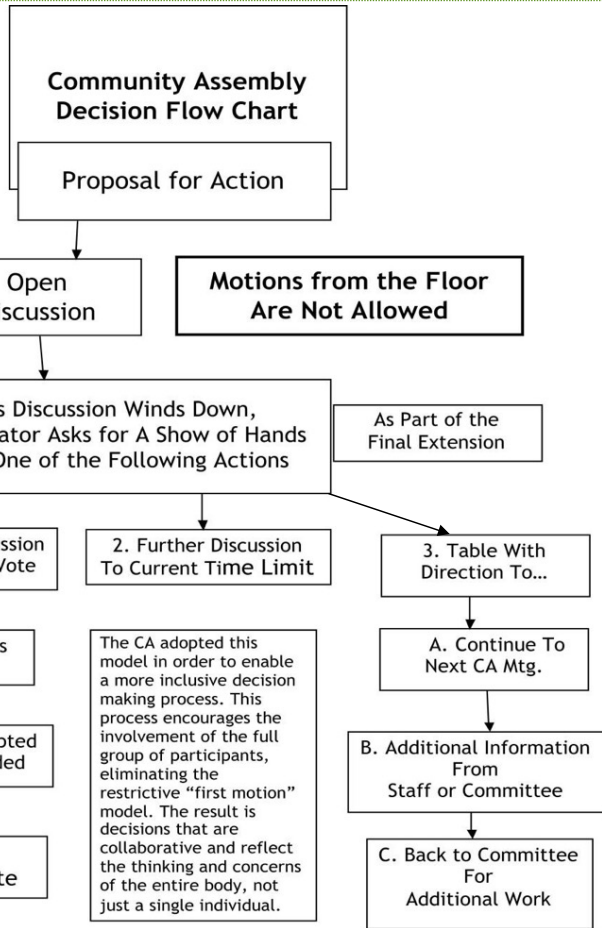 Community Assembly
Decision Flow Chart
Proposal for Action
Open
Motions from the Floor
Are Not Allowed
Discussion Winds Down,
Asks for A Show of Hands
One of the Following Actions
As Part of the
Final Extension
Vote
2. Further Discussion
To Current Time Limit
3. Table With
Direction To...
The CA adopted this
model in order to enable
a more inclusive decision
making process. This
process encourages the
involvement of the full
group of participants,
eliminating the
restrictive “first motion”
model. The result is
decisions that are
collaborative and reflect
the thinking and concerns
of the entire body, not
just a single individual.
A. Continue To
Next CA Mtg.
B. Additional Information
From
Staff or Committee
C. Back to Committee
For
Additional Work